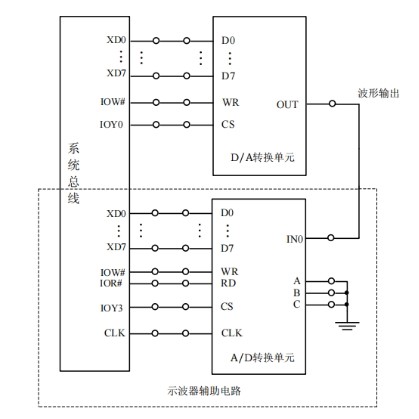 XD0 D0
XD7 D7
IOW# WR OUT 波形输出
IOY0 CS
D/A转换单元
系统总线
XD0 D0
XD7 D7 IN0
IOW# WR
IOR# RD A
B
IOY3 CS C
CLK CLK
A/D转换单元
示波器辅助电路